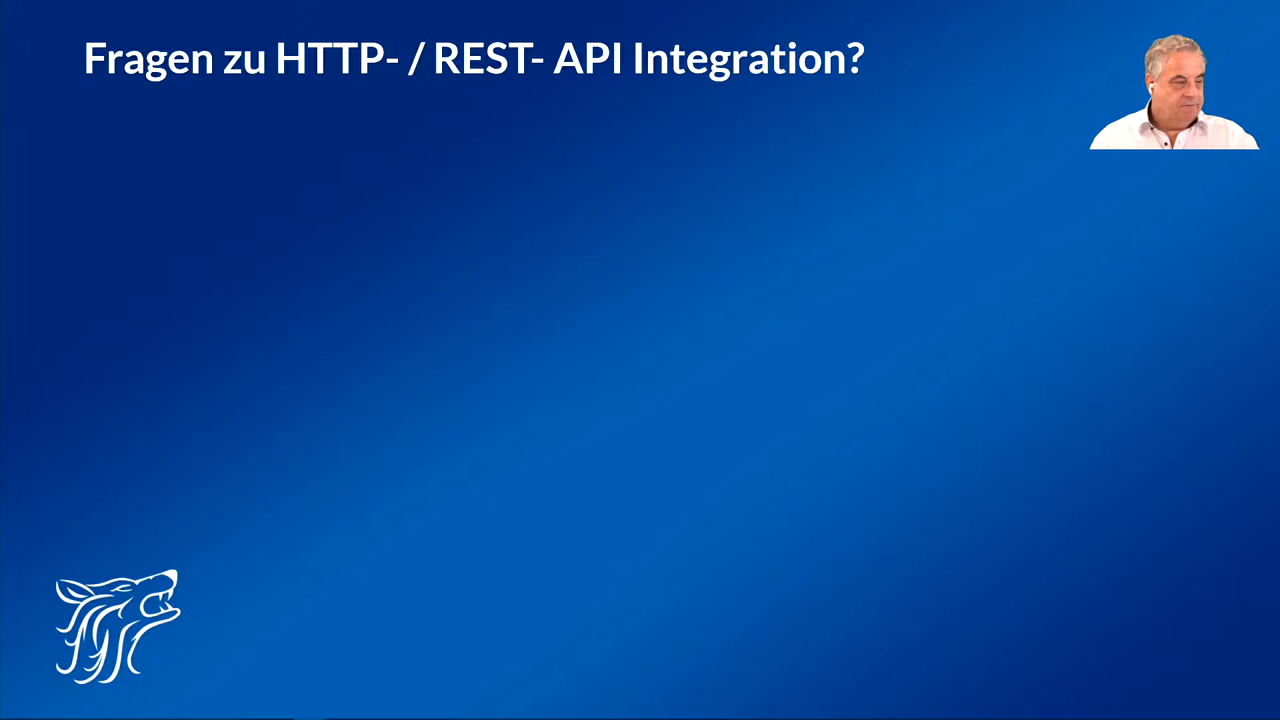 Fragen zu HTTP- / REST- API Integration?